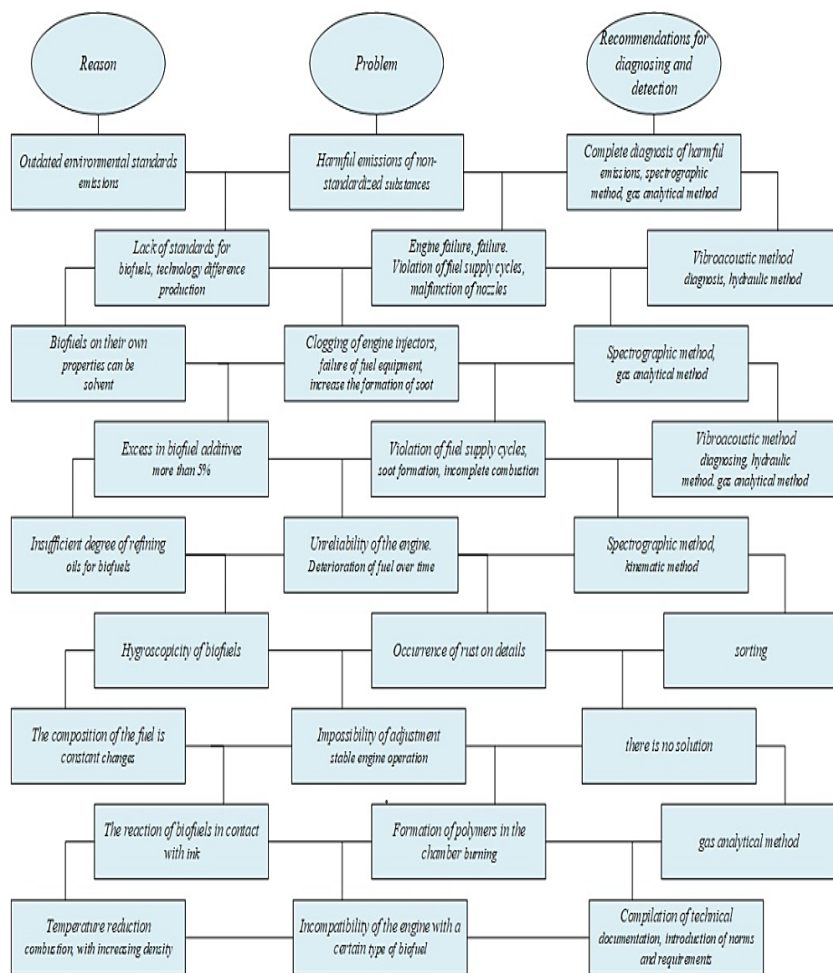 Reason
Problem
Recommendations for
diagnosing and
detection
Outdated environmental standards
emissions
Harmful emissions of non-
standardized substances
Complete diagnosis of harmful
emissions, spectrographic
method, gas analytical method
Lack of standards for
biofuels, technology difference
production
Engine failure, failure.
Violation of fuel supply cycles,
malfunction of nozzles
Vibroacoustic method
diagnosis, hydraulic method
Biofuels on their own
properties can be
solvent
Clogging of engine injectors,
failure of fuel equipment,
increase the formation of soot
Spectrographic method,
gas analytical method
Excess in biofuel additives
more than 5%
Violation of fuel supply cycles,
soot formation, incomplete combustion
Vibroacoustic method
diagnosing, hydraulic
method. gas analytical method
Insufficient degree of refining
oils for biofuels
Unreliability of the engine.
Deterioration of fuel over time
Spectrographic method,
kinematic method
Hygroscopicity of biofuels
Occurrence of rust on details
sorting
The composition of the fuel is
constant changes
Impossibility of adjustment
stable engine operation
there is no solution
The reaction of biofuels in contact
with ink
Formation of polymers in the
chamber burning
gas analytical method
Temperature reduction
combustion, with increasing density
Incompatibility of the engine with a
certain type of biofuel
Compilation of technical
documentation, introduction of norms
and requirements